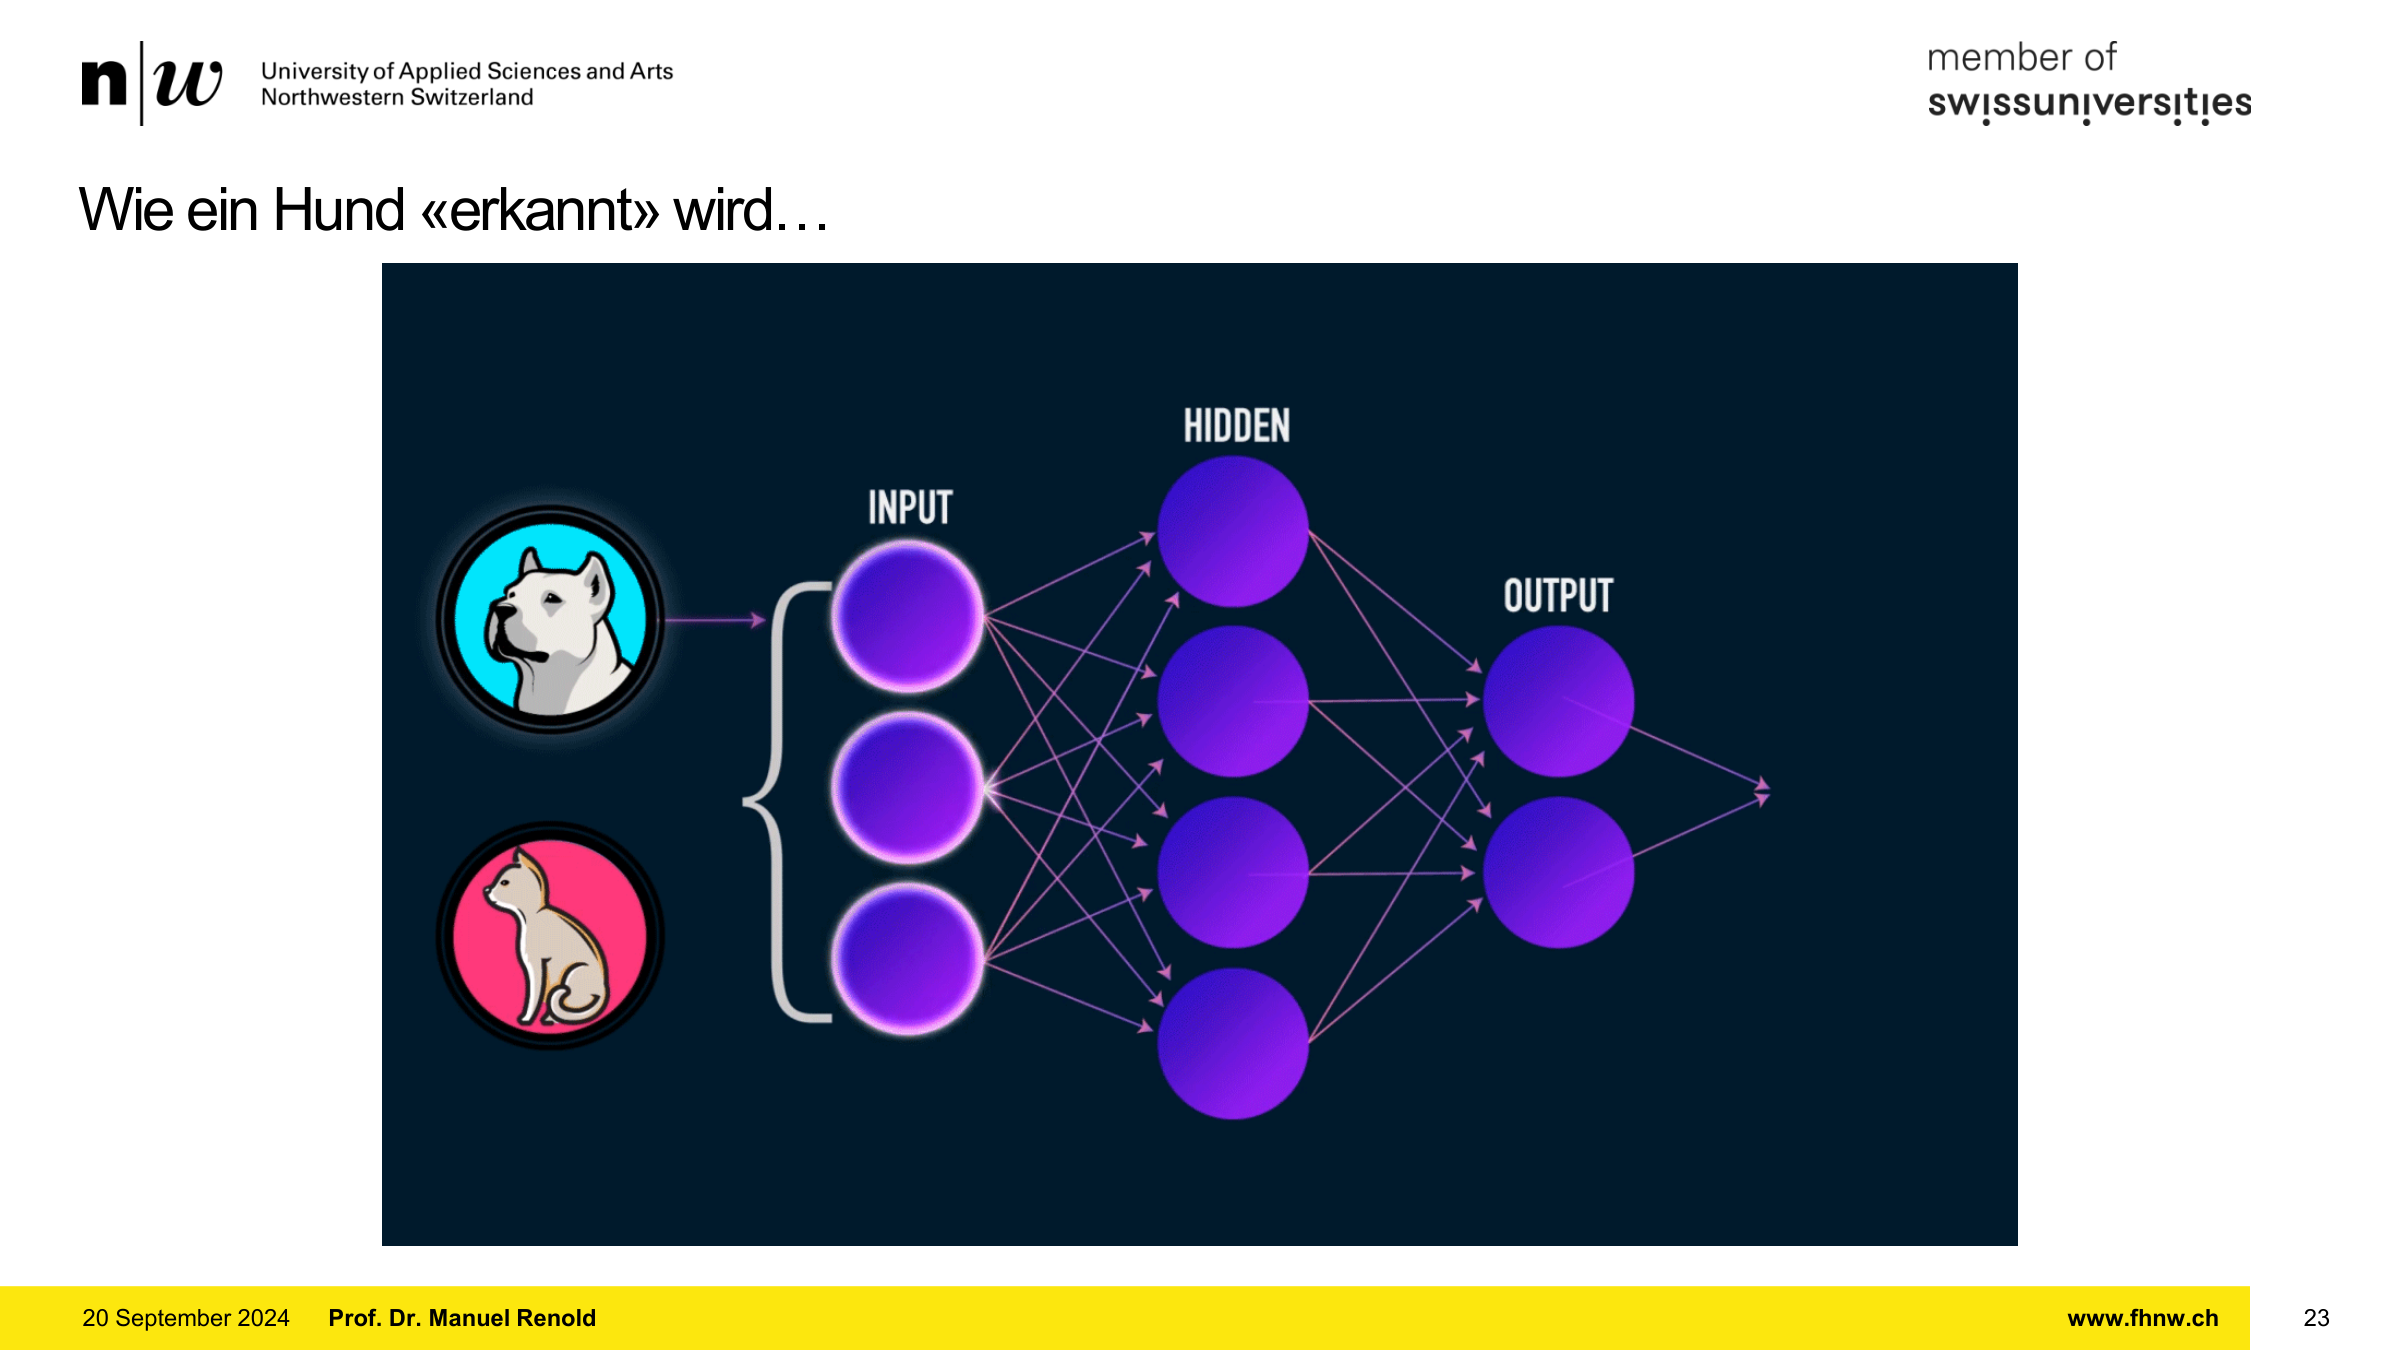 n|w
University of Applied Sciences and Arts
Northwestern Switzerland
member of
swissuniversities
Wie ein Hund «erkannt» wird…
HIDDEN
INPUT
OUTPUT
20 September 2024 Prof. Dr. Manuel Renold www.fhnw.ch 23